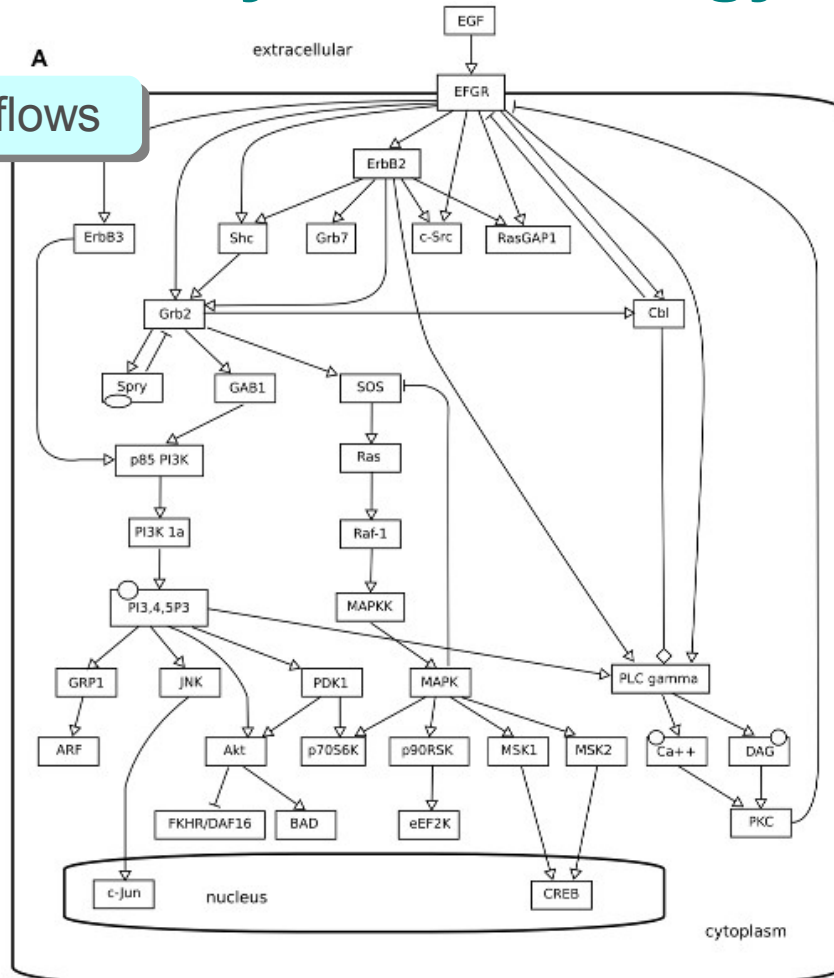 EGF
extracellular
A
EFGR
flows
ErbB2
ErbB3
Shc
Grb7
c-Src
RasGAP1
Grb2
Cbl
Spry
GAB1
SOS
p85 PI3K
Ras
PI3K 1a
Raf-1
PI3,4,5P3
MAPKK
GRP1
JNK
PDK1
MAPK
PLC gamma
ARF
Akt
p70S6K
p90RSK
MSK1
MSK2
Ca++
DAG
FKHR/DAF16
BAD
eEF2K
PKC
c-Jun
nucleus
CREB
cytoplasm